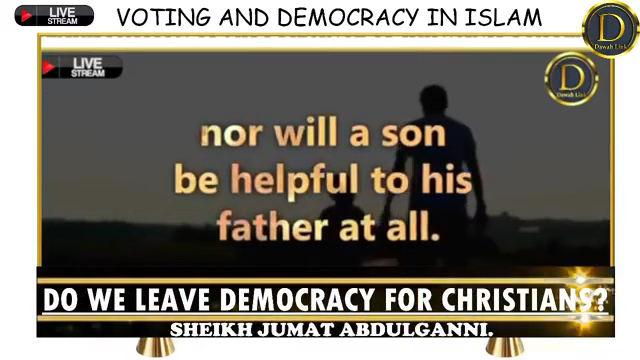 LIVE
STREAM
VOTING AND DEMOCRACY IN ISLAM
D
Dawah Link
LIVE
STREAM
D
Dawah Link
nor will a son
be helpful to his
father at all.
DO WE LEAVE DEMOCRACY FOR CHRISTIANS?
SHEIKH JUMAT ABDULGANNI.